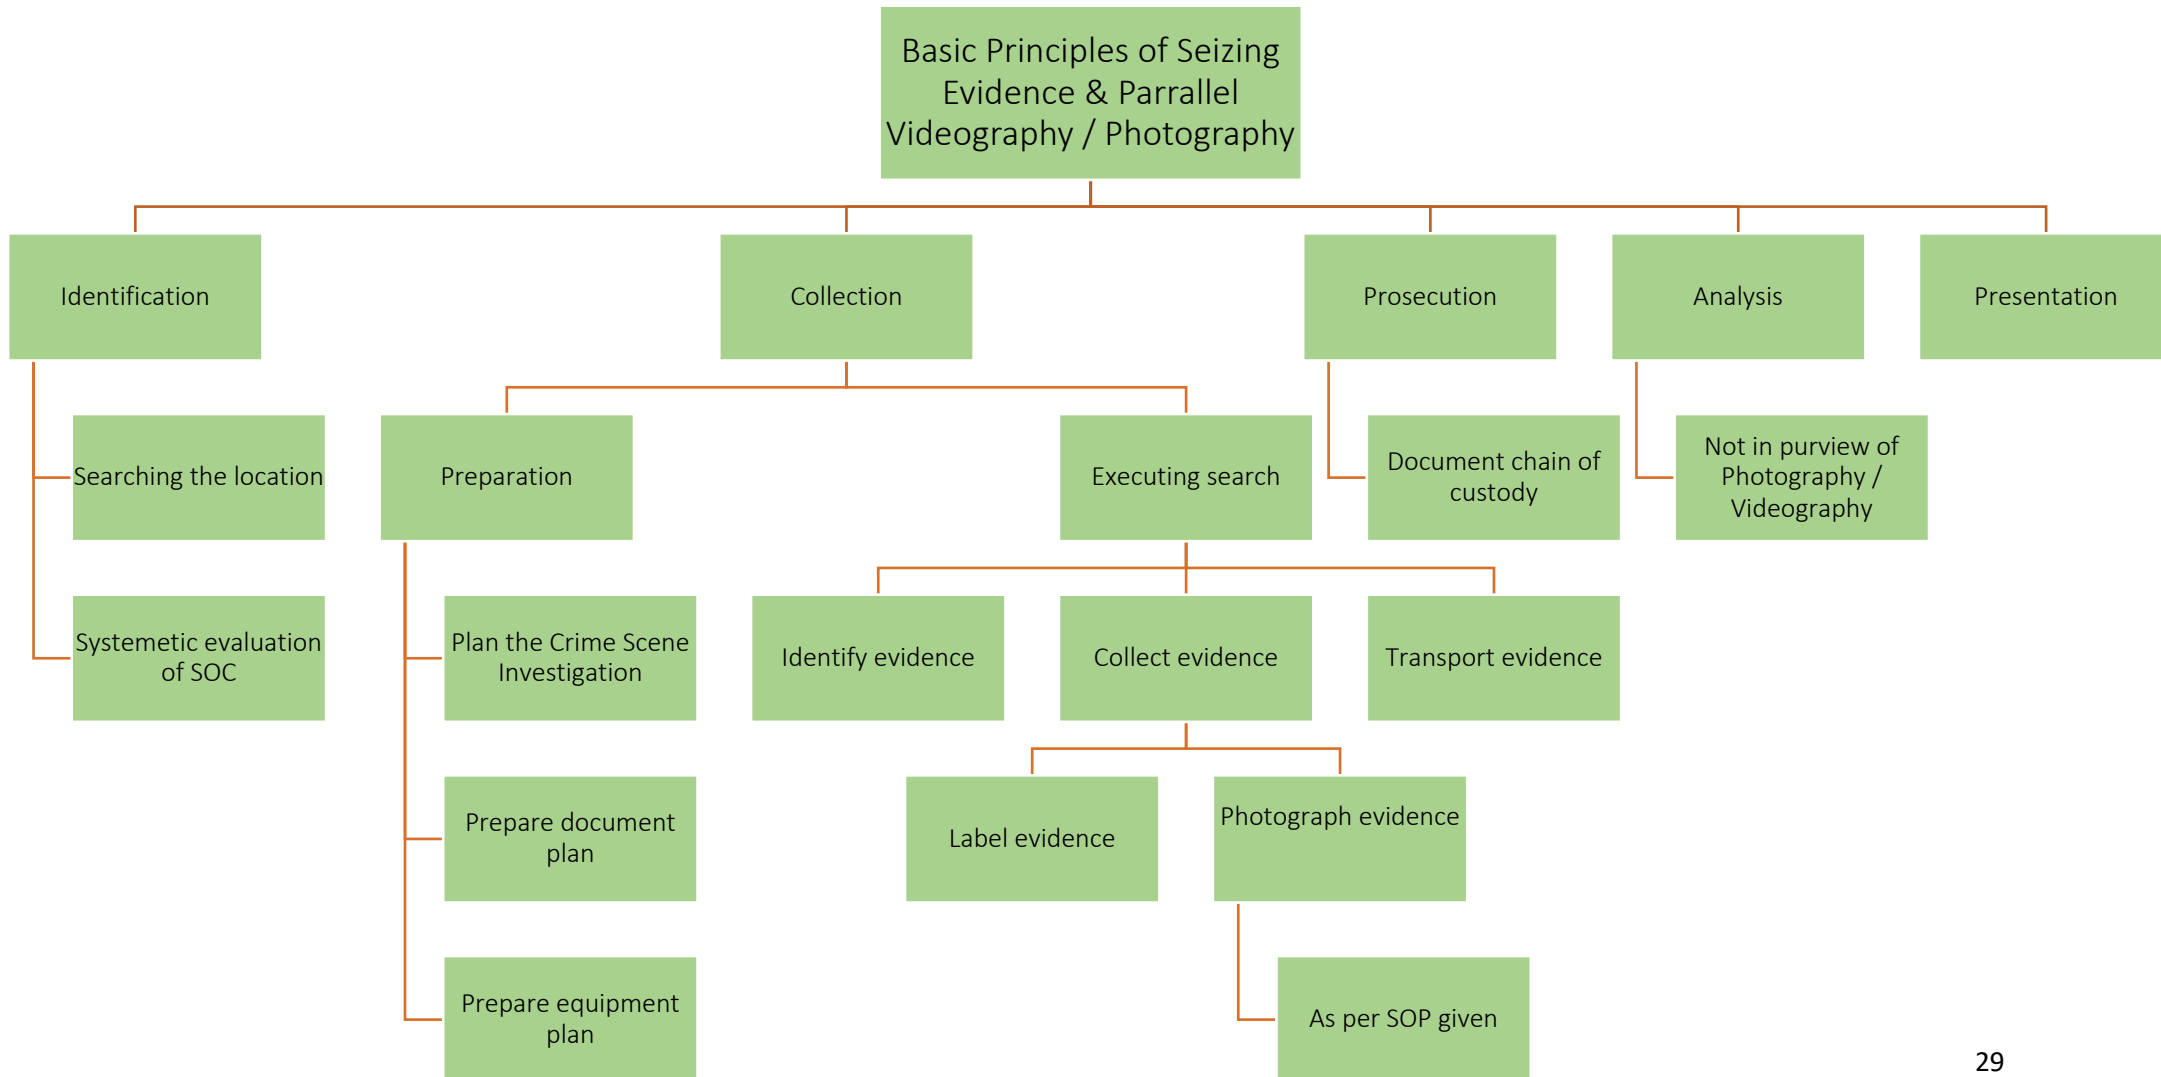 Basic Principles of Seizing
Evidence & Parrallel
Videography / Photography
Identification
Collection
Prosecution
Analysis
Presentation
Searching the location
Preparation
Executing search
Document chain of
custody
Not in purview of
Photography /
Videography
Systemetic evaluation
of SOC
Plan the Crime Scene
Investigation
Identify evidence
Collect evidence
Transport evidence
Prepare document
plan
Label evidence
Photograph evidence
Prepare equipment
plan
As per SOP given
29